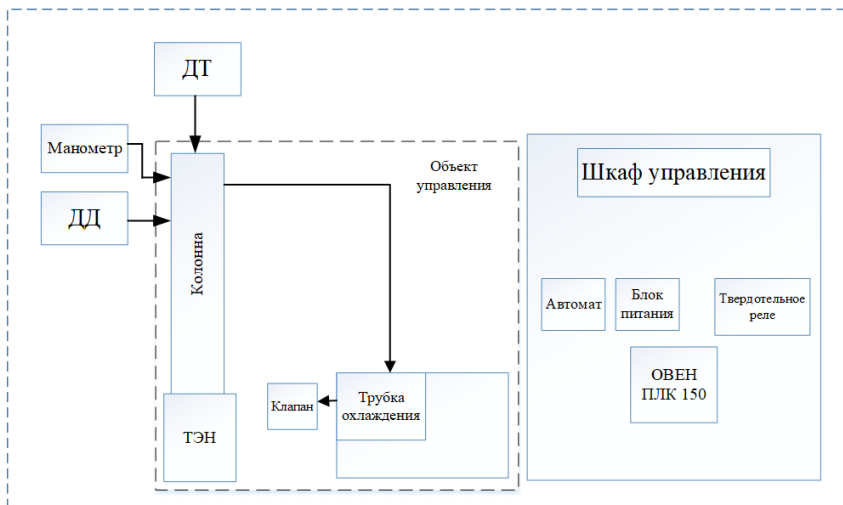 ДТ
Манометр
ДД
Объект
управления
Колонна
ТЭН
Клапан
Трубка
охлаждения
Шкаф управления
Автомат
Блок
питания
Твердотельное
реле
ОВЕН
ПЛК 150